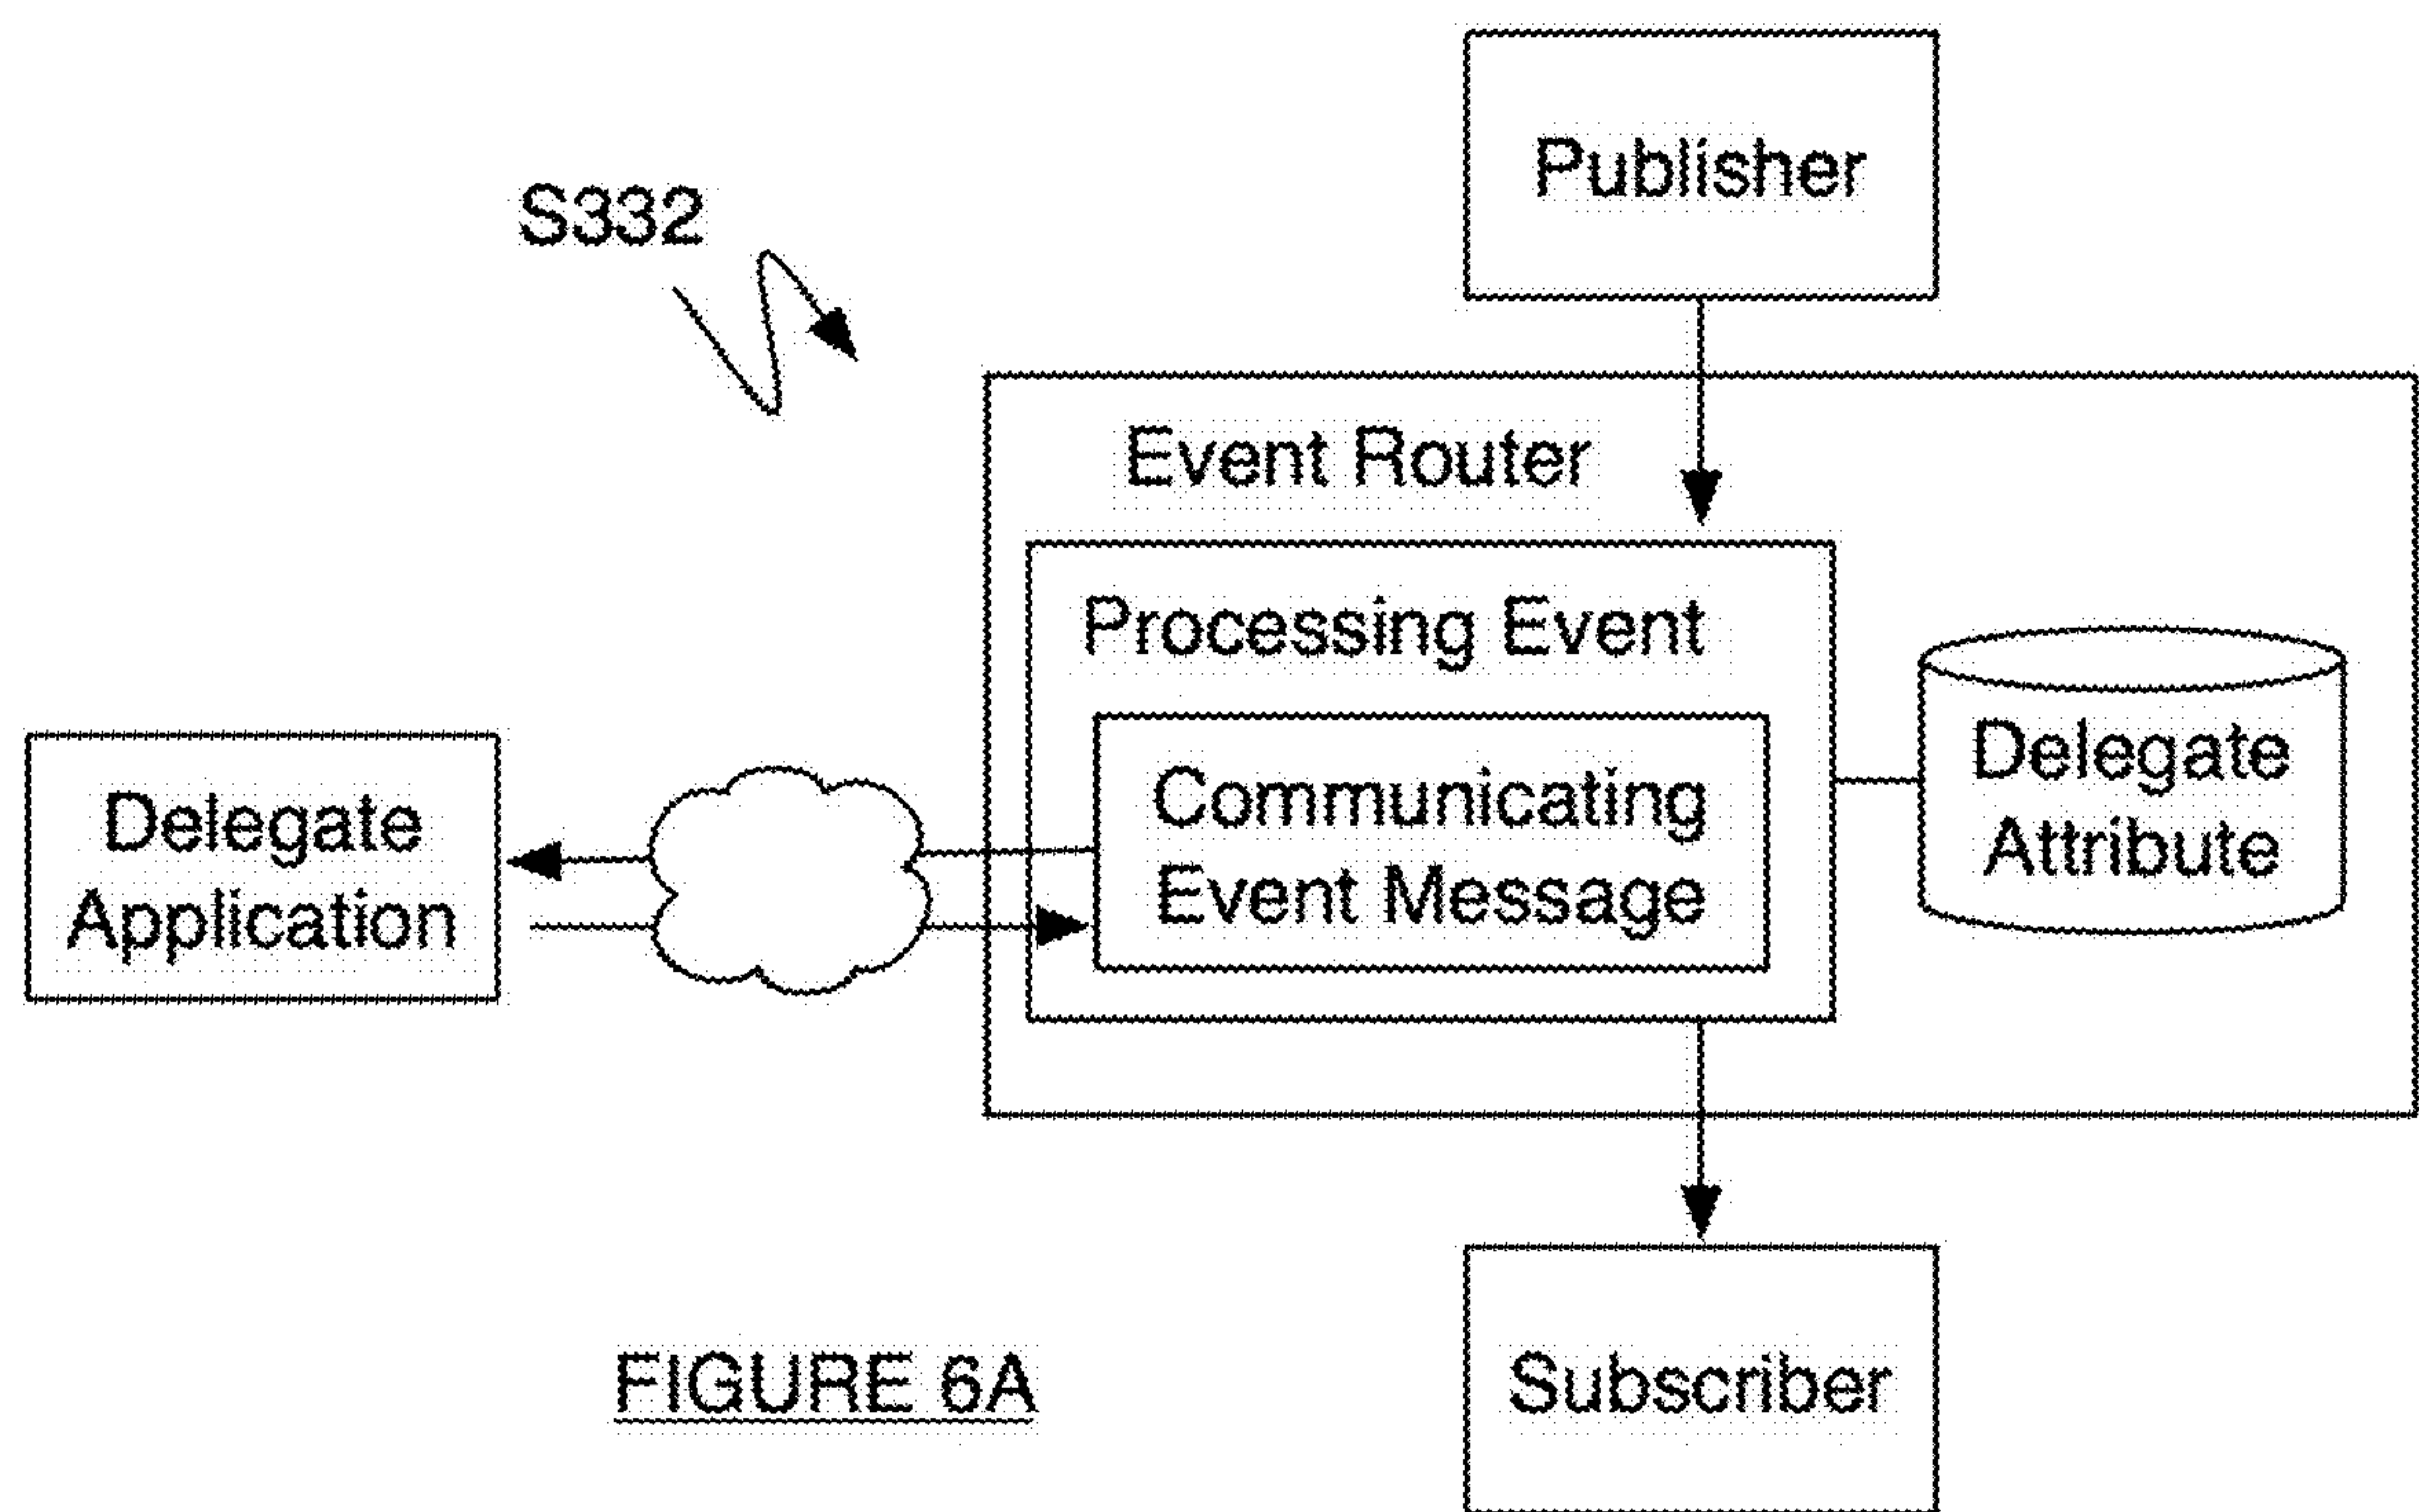 Publisher
S332
Event Router
Processing Event
Delegate
Attribute
Communicating
Event Message
Delegate
Application
Subscriber
FIGURE 6A